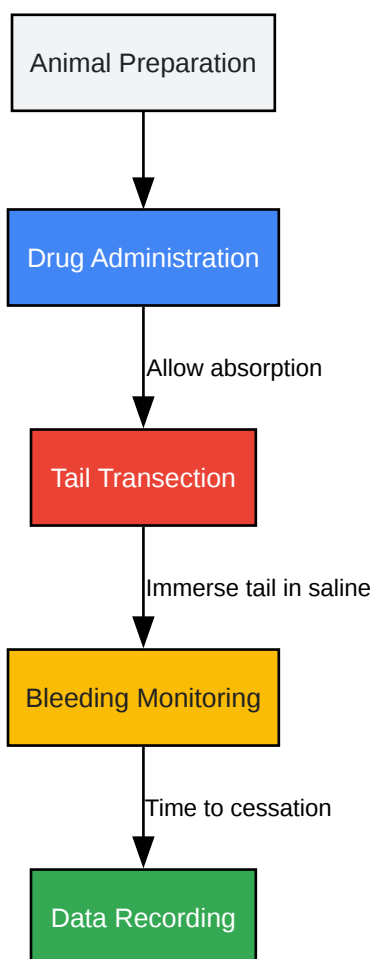 Animal Preparation
Drug Administration
Allow absorption
Tail Transection
Immerse tail in saline
Bleeding Monitoring
Time to cessation
Data Recording